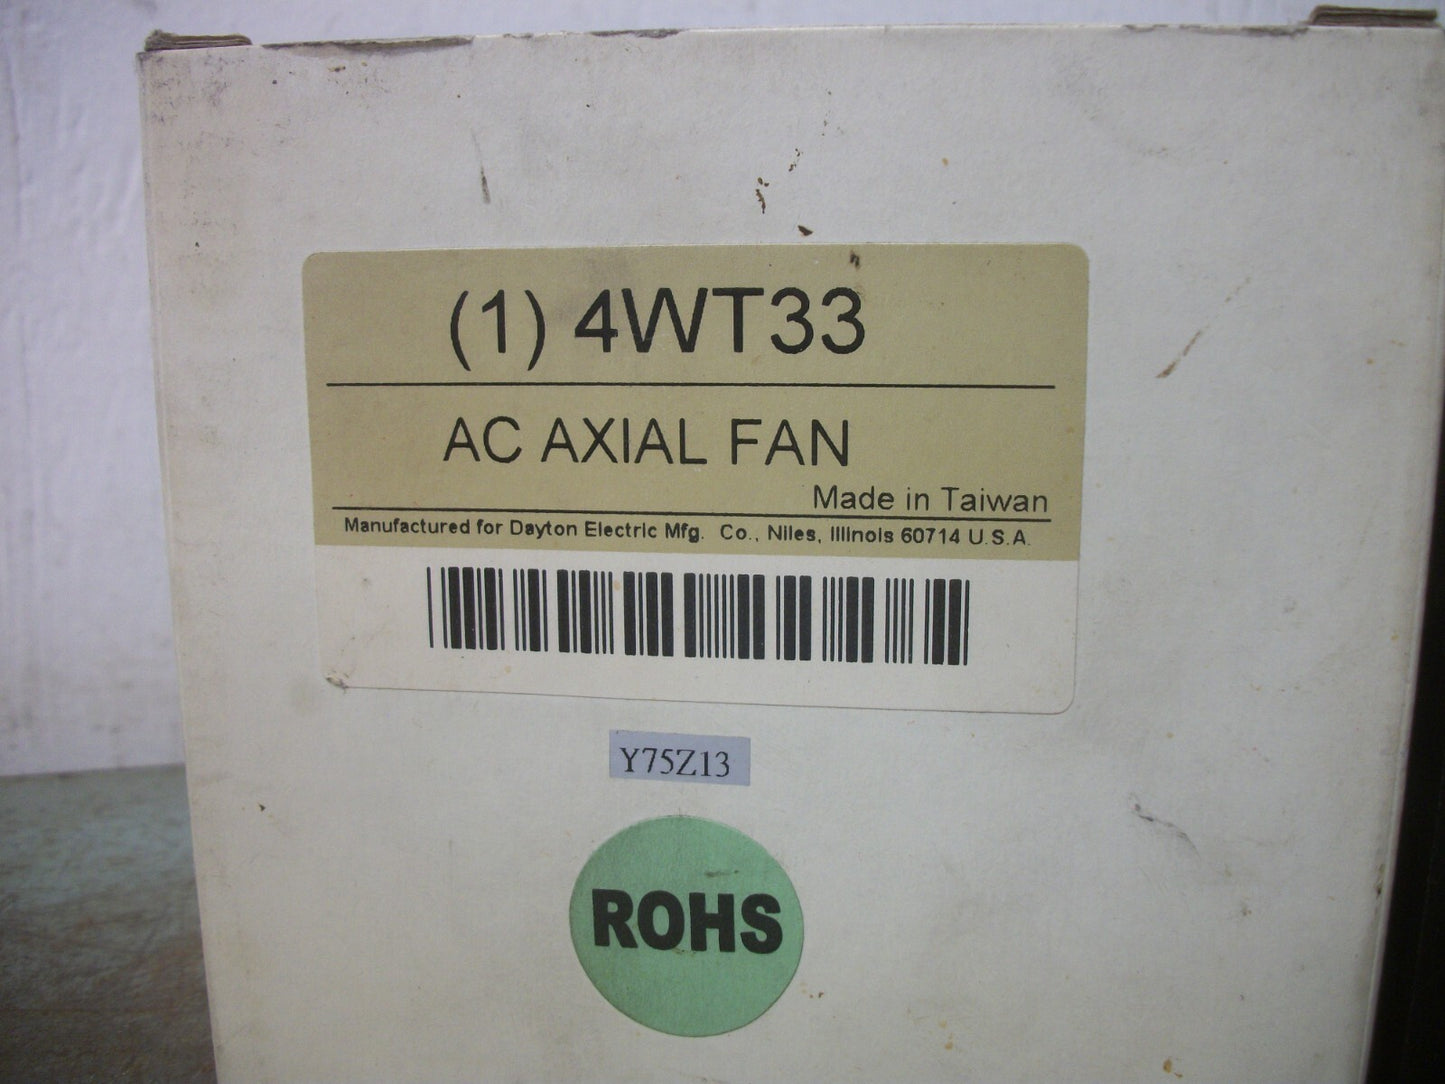 (1) 4WT33
AC AXIAL FAN
Made in Taiwan
Manufactured for Dayton Electric Mfg. Co., Niles, Illinois 60714 U.S.A.
Y75Z13
ROHS